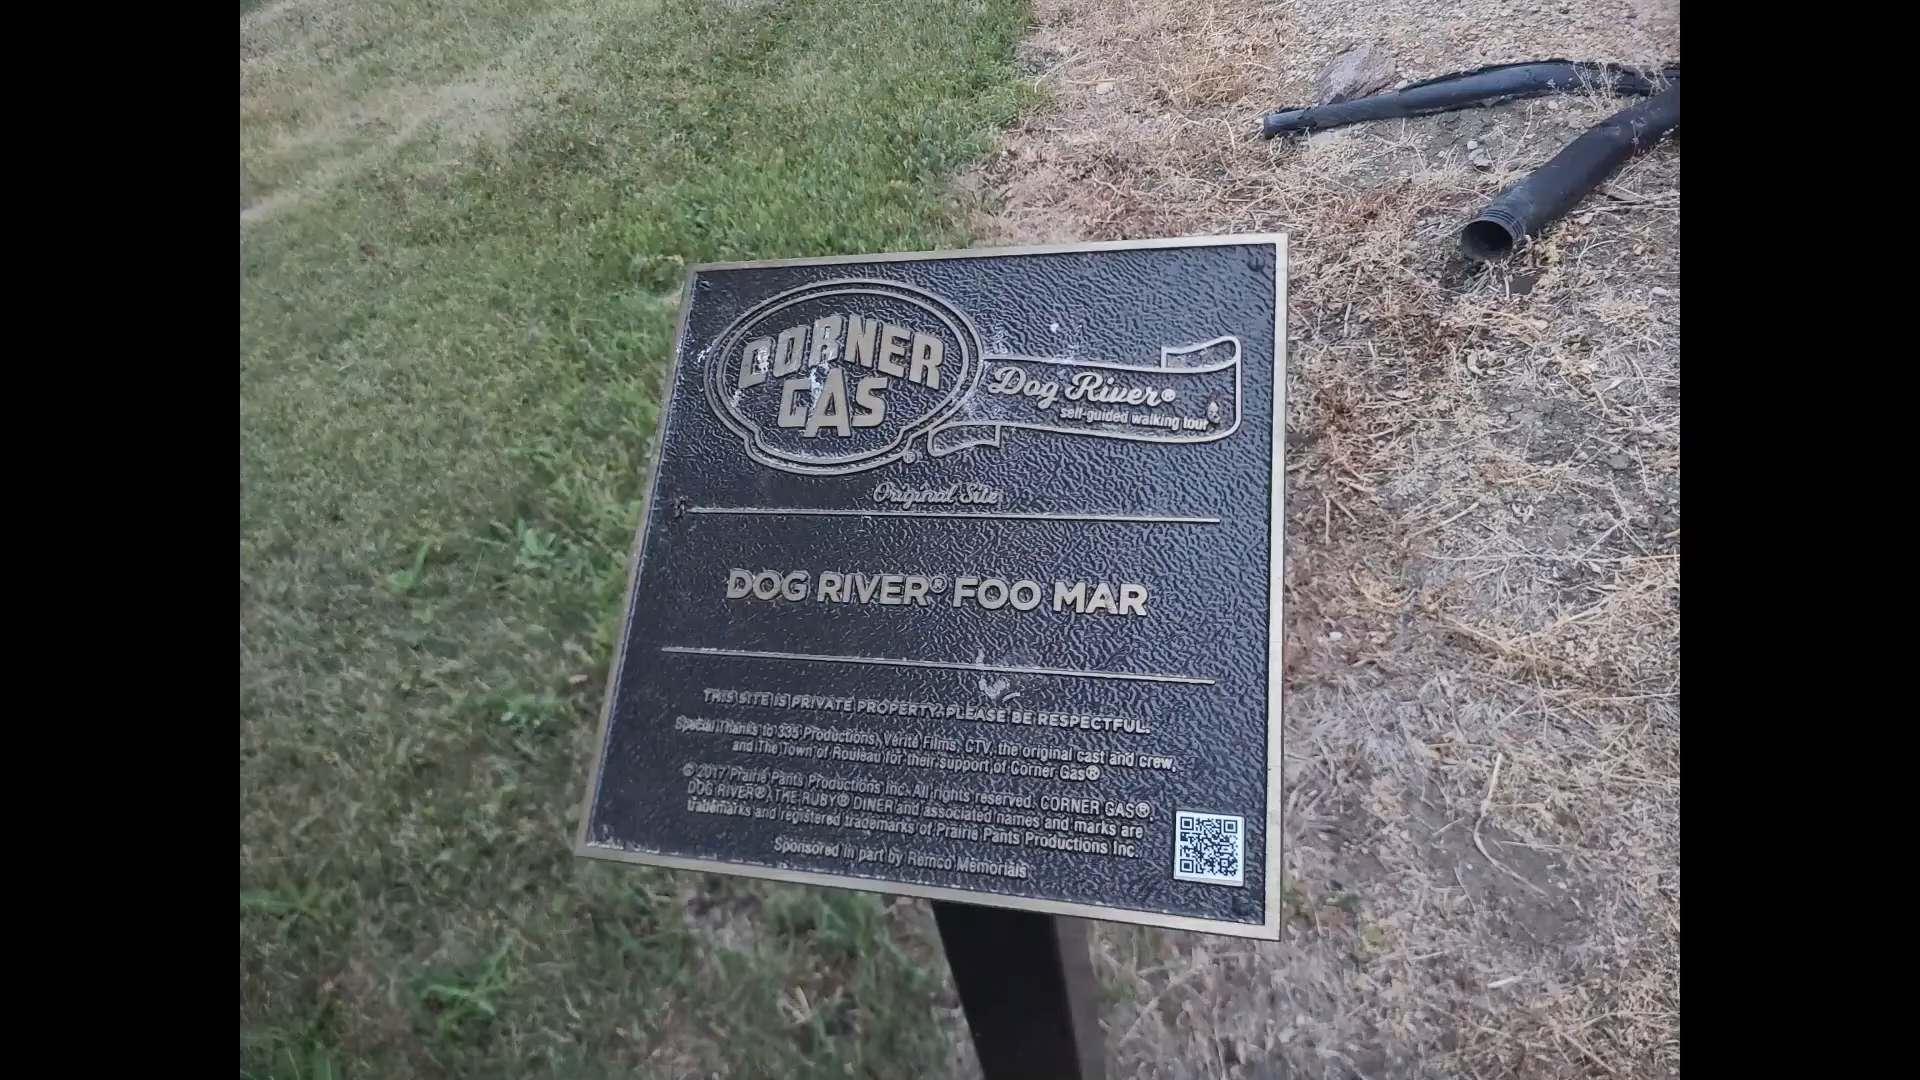 CORNER
GAS®
Dog River®
self-guided walking tour
Original Site
DOG RIVER® FOO MAR
THIS SITE IS PRIVATE PROPERTY. PLEASE BE RESPECTFUL.
Special Thanks to 335 Productions, Verité Films, CTV, the original cast and crew,
and The Town of Rouleau for their support of Corner Gas®
© 2017 Prairie Pants Productions Inc. All rights reserved. CORNER GAS®,
DOG RIVER®, THE RUBY® DINER and associated names and marks are
trademarks and registered trademarks of Prairie Pants Productions Inc.
Sponsored in part by Remco Memorials